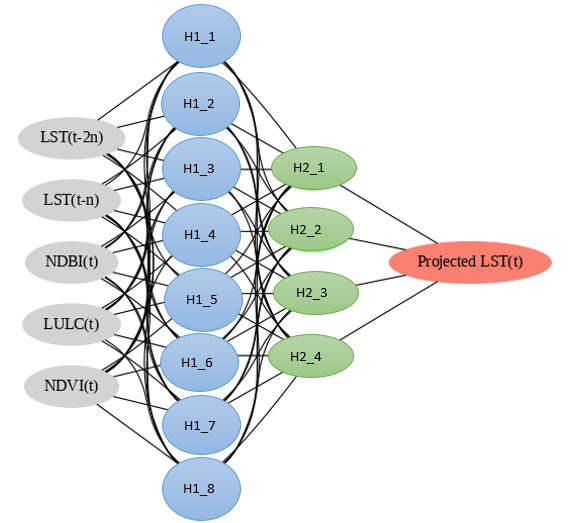 LST(t-2n)
LST(t-n)
NDBI(t)
LULC(t)
NDVI(t)
H1_1
H1_2
H1_3
H1_4
H1_5
H1_6
H1_7
H1_8
H2_1
H2_2
H2_3
H2_4
Projected LST(t)